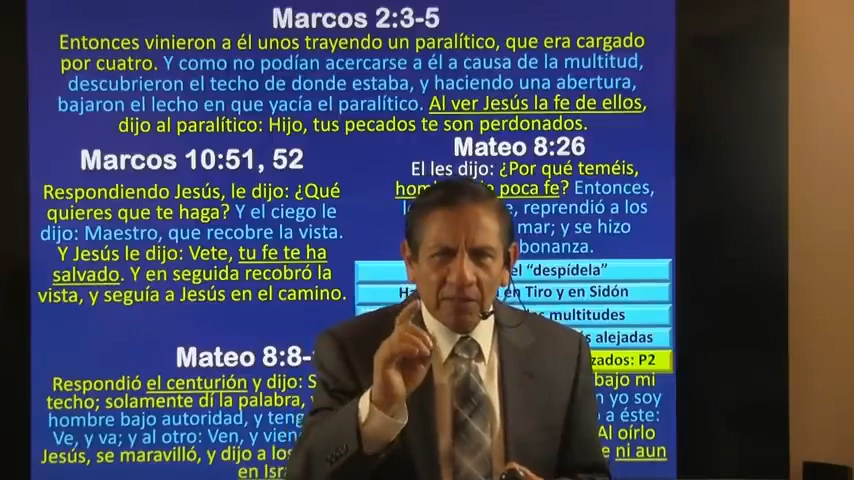 Marcos 2:3-5
Entonces vinieron a él unos trayendo un paralítico, que era cargado
por cuatro. Y como no podían acercarse a él a causa de la multitud,
descubrieron el techo de donde estaba, y haciendo una abertura,
bajaron el lecho en que yacía el paralítico. Al ver Jesús la fe de ellos,
dijo al paralítico: Hijo, tus pecados te son perdonados.
Marcos 10:51, 52
Respondiendo Jesús, le dijo: ¿Qué
quieres que te haga? Y el ciego le
dijo: Maestro, que recobre la vista.
Y Jesús le dijo: Vete, tu fe te ha
salvado. Y en seguida recobró la
vista, y seguía a Jesús en el camino.
Mateo 8:26
El les dijo: ¿Por qué teméis,
poca fe? Entonces,
reprendió a los
mar; y se hizo
bonanza.
el "despídela"
en Tiro y en Sidón
multitudes
alejadas
P2
Mateo 8:8-
Respondió el centurión y dijo: bajo mi
techo; solamente dí la palabra, yo soy
hombre bajo autoridad, y a éste:
Ve, y va; y al otro: Ven, y Al oírlo
Jesús, se maravilló, y dijo a ni aun
en